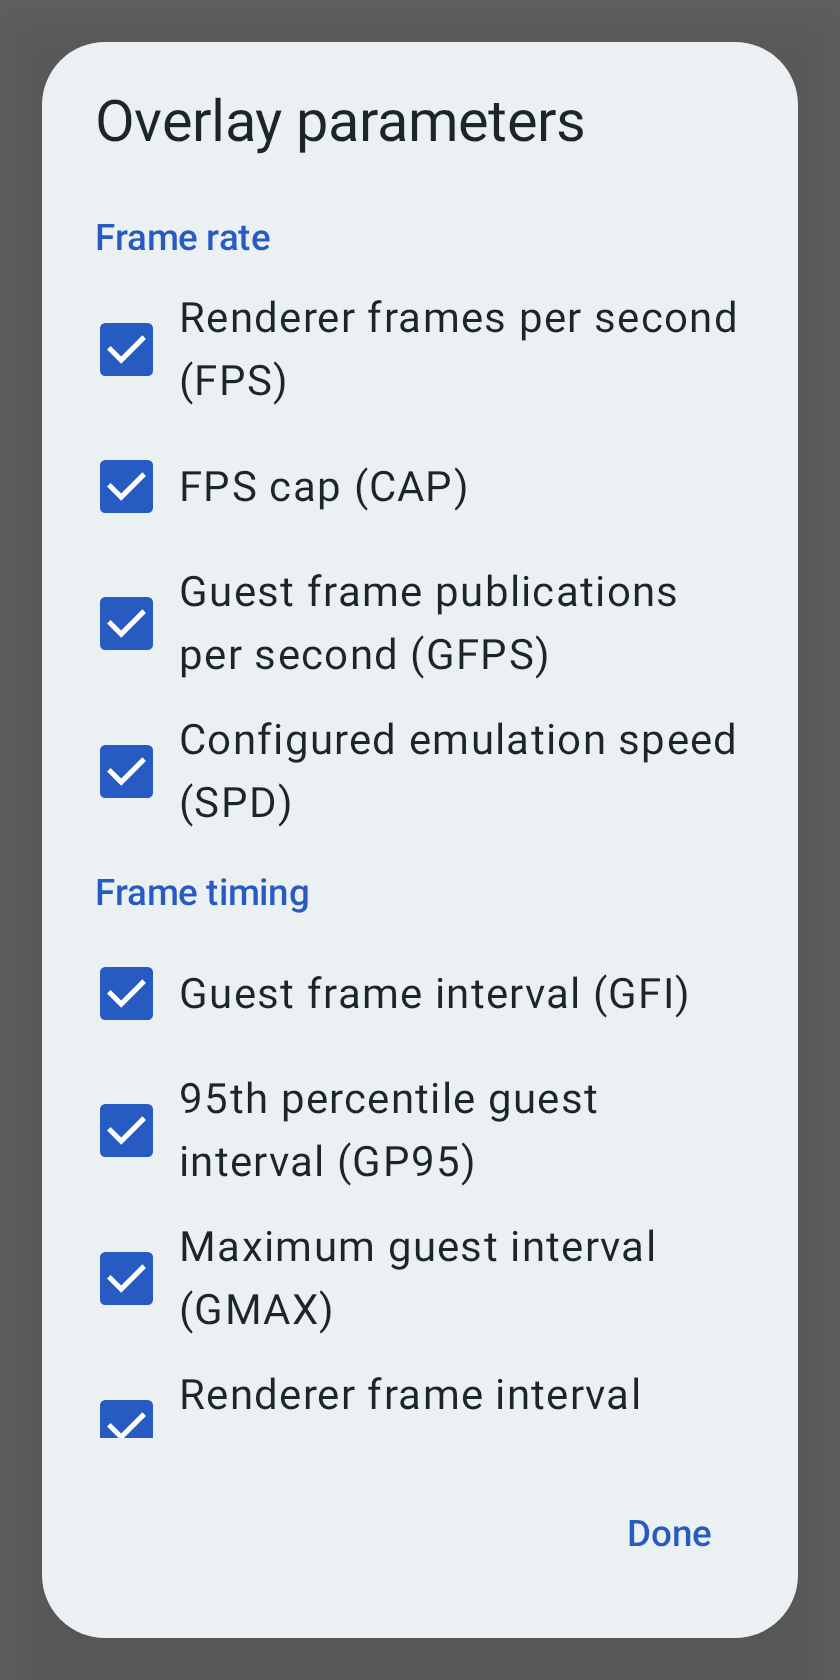 Overlay parameters
Frame rate
Renderer frames per second
(FPS)
FPS cap (CAP)
Guest frame publications
per second (GFPS)
Configured emulation speed
(SPD)
Frame timing
Guest frame interval (GFI)
95th percentile guest
interval (GP95)
Maximum guest interval
(GMAX)
Renderer frame interval
Done